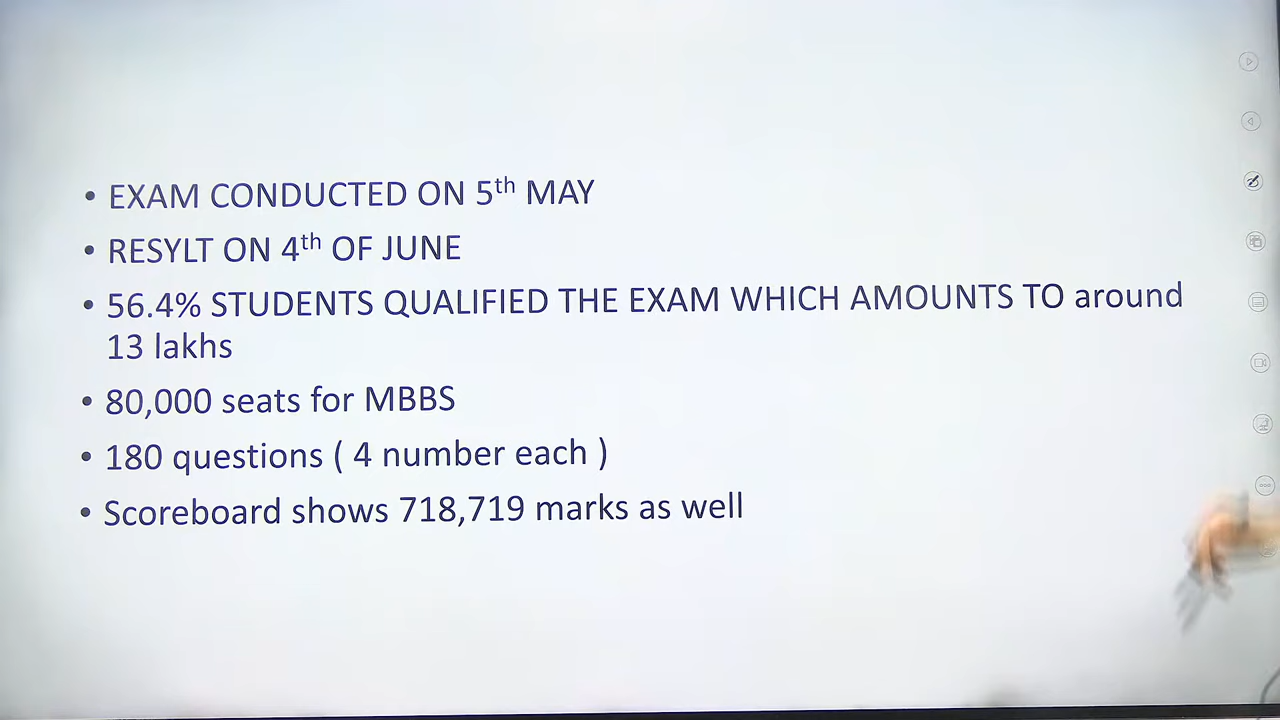 • EXAM CONDUCTED ON 5th MAY
• RESYLT ON 4th OF JUNE
• 56.4% STUDENTS QUALIFIED THE EXAM WHICH AMOUNTS TO around
13 lakhs
• 80,000 seats for MBBS
• 180 questions ( 4 number each )
• Scoreboard shows 718,719 marks as well